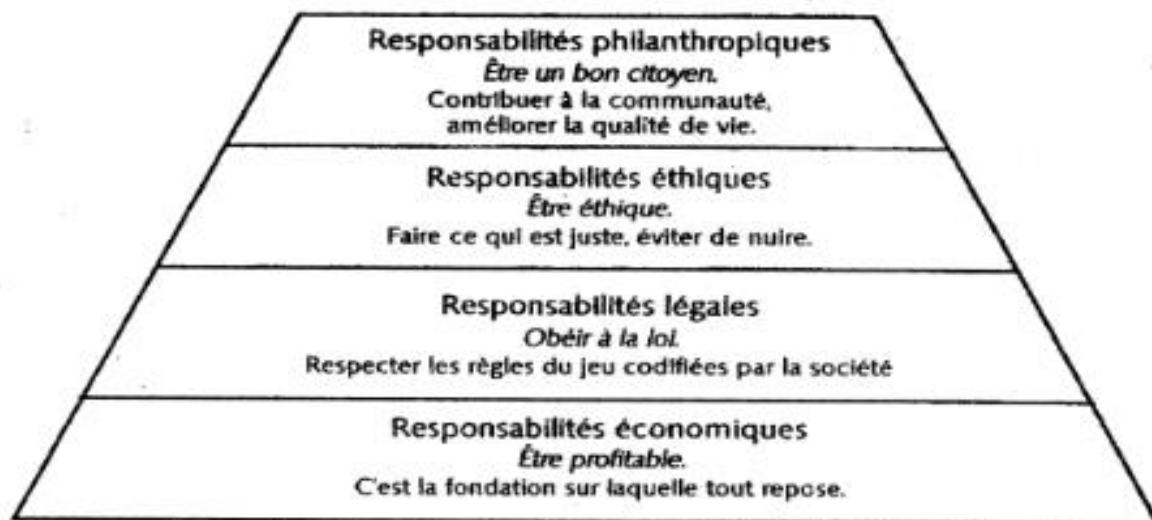 Responsabilités philanthropiques
Être un bon citoyen.
Contribuer à la communauté,
améliorer la qualité de vie.
Responsabilités éthiques
Être éthique.
Faire ce qui est juste, éviter de nuire.
Responsabilités légales
Obéir à la loi.
Respecter les règles du jeu codifiées par la société
Responsabilités économiques
Être profitable.
C'est la fondation sur laquelle tout repose.